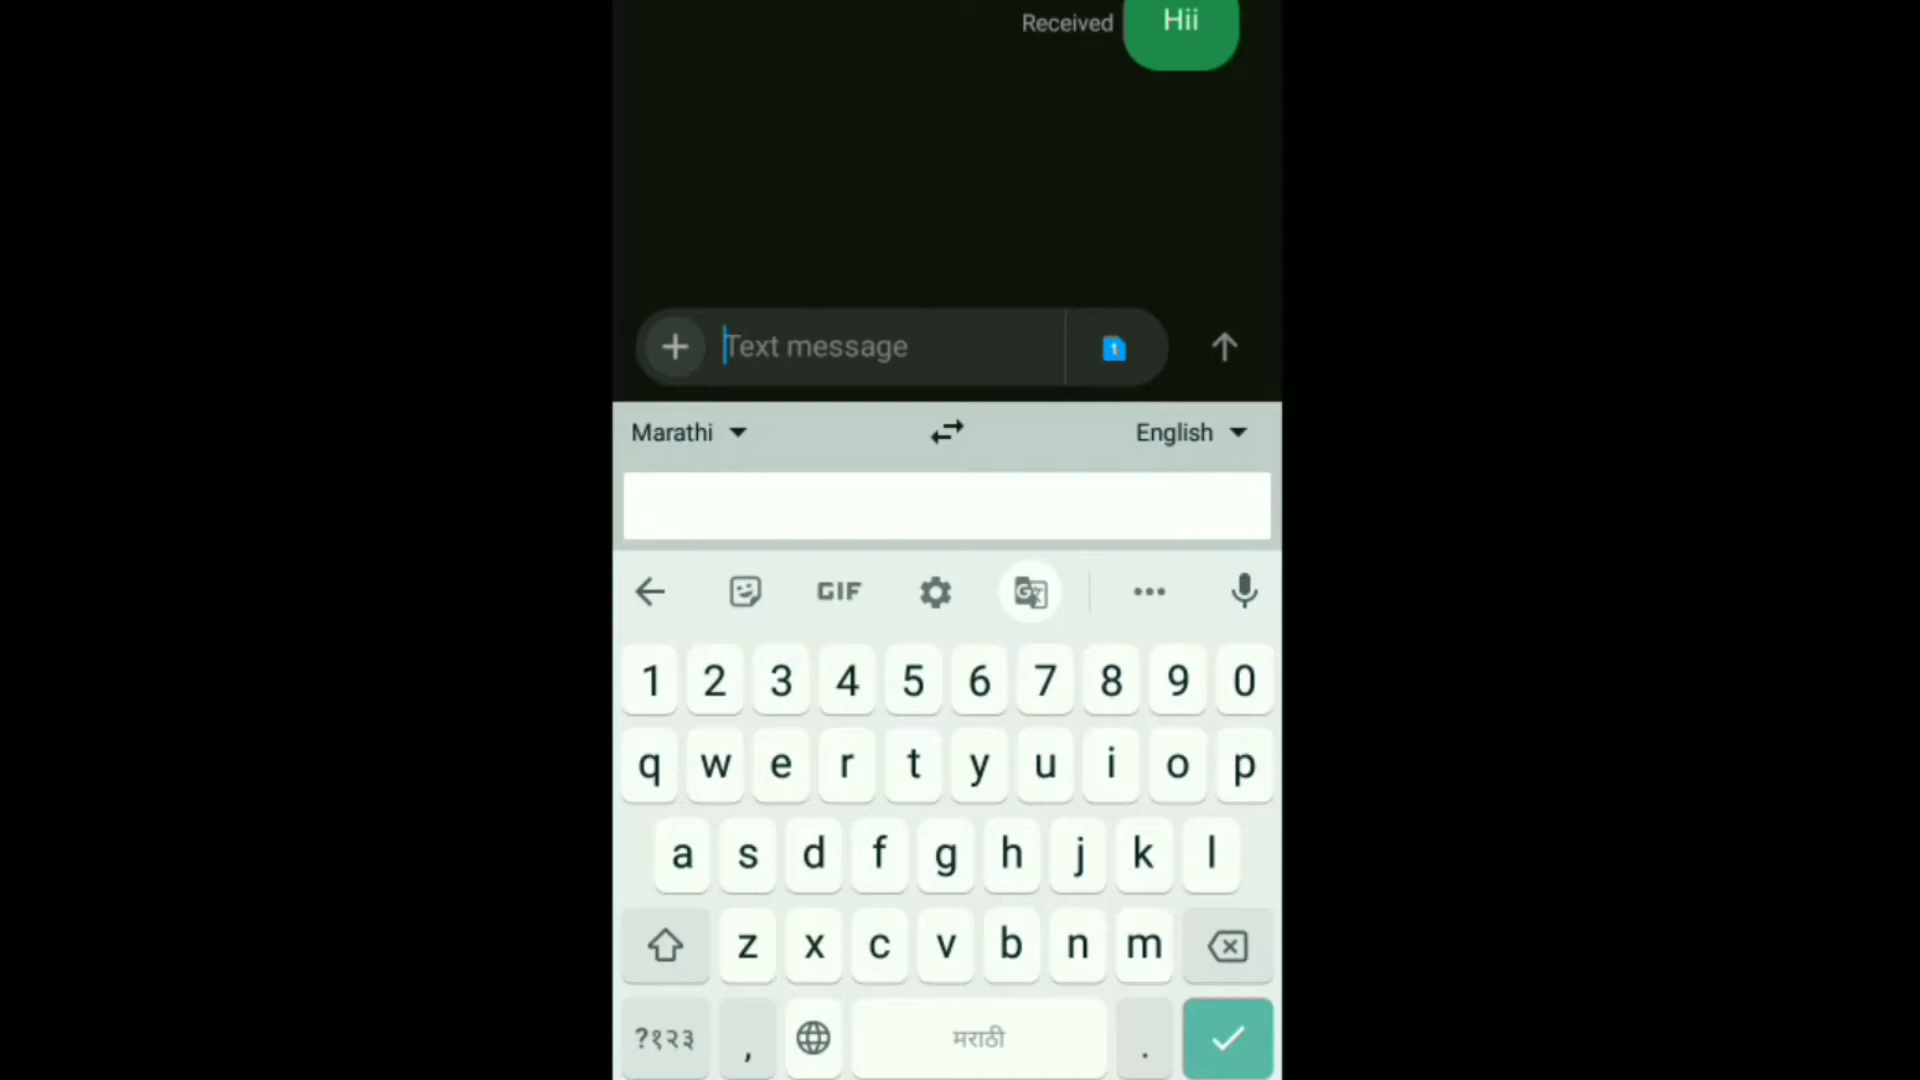 Received Hii
Text message
1
Marathi English
GIF
G
1 2 3 4 5 6 7 8 9 0
q w e r t y u i o p
a s d f g h j k l
z x c v b n m
?१२३ , मराठी .